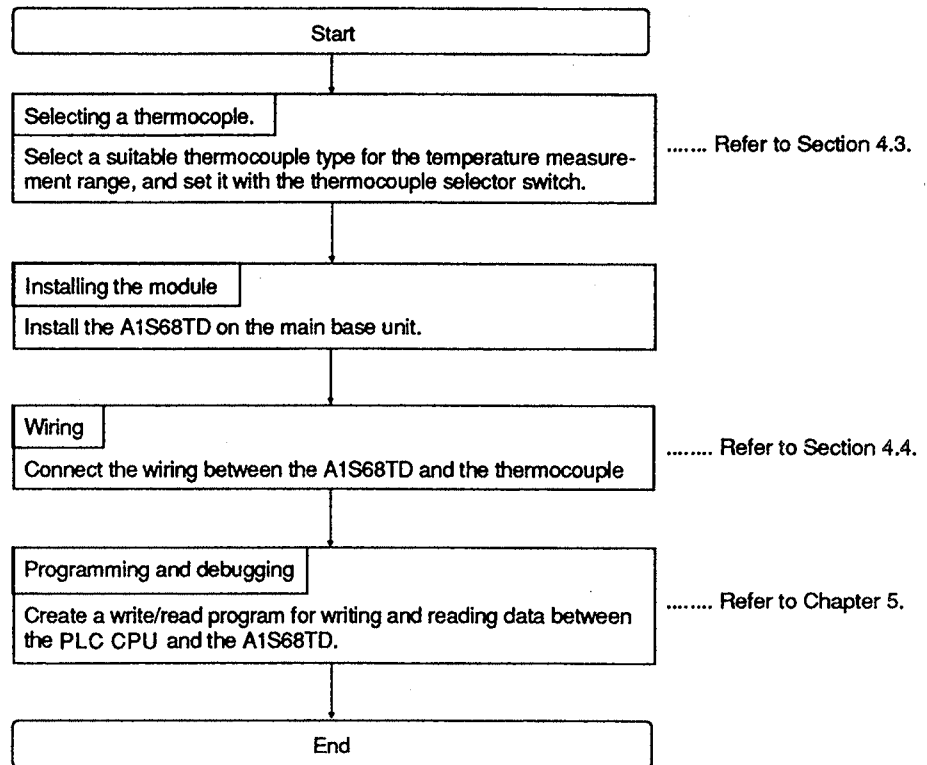 Start
Selecting a thermocople.
Select a suitable thermocouple type for the temperature measure-
ment range, and set it with the thermocouple selector switch.
....... Refer to Section 4.3.
Installing the module
Install the A1S68TD on the main base unit.
Wiring
Connect the wiring between the A1S68TD and the thermocouple
........ Refer to Section 4.4.
Programming and debugging
Create a write/read program for writing and reading data between
the PLC CPU and the A1S68TD.
........ Refer to Chapter 5.
End